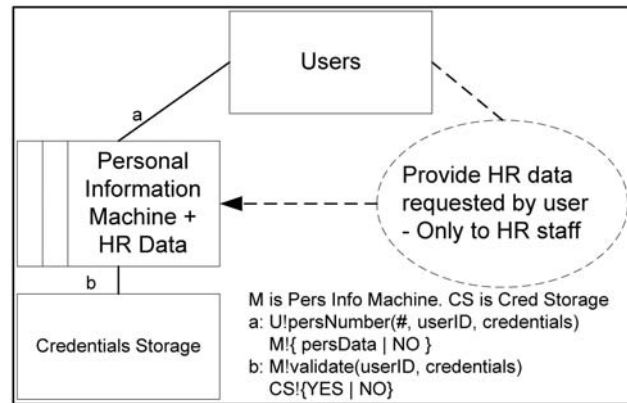 Users
a
Personal
Information
Machine +
HR Data
Provide HR data
requested by user
- Only to HR staff
b
Credentials Storage
M is Pers Info Machine. CS is Cred Storage
a: U!persNumber(#, userID, credentials)
M!{ persData | NO }
b: M!validate(userID, credentials)
CS!{YES | NO}